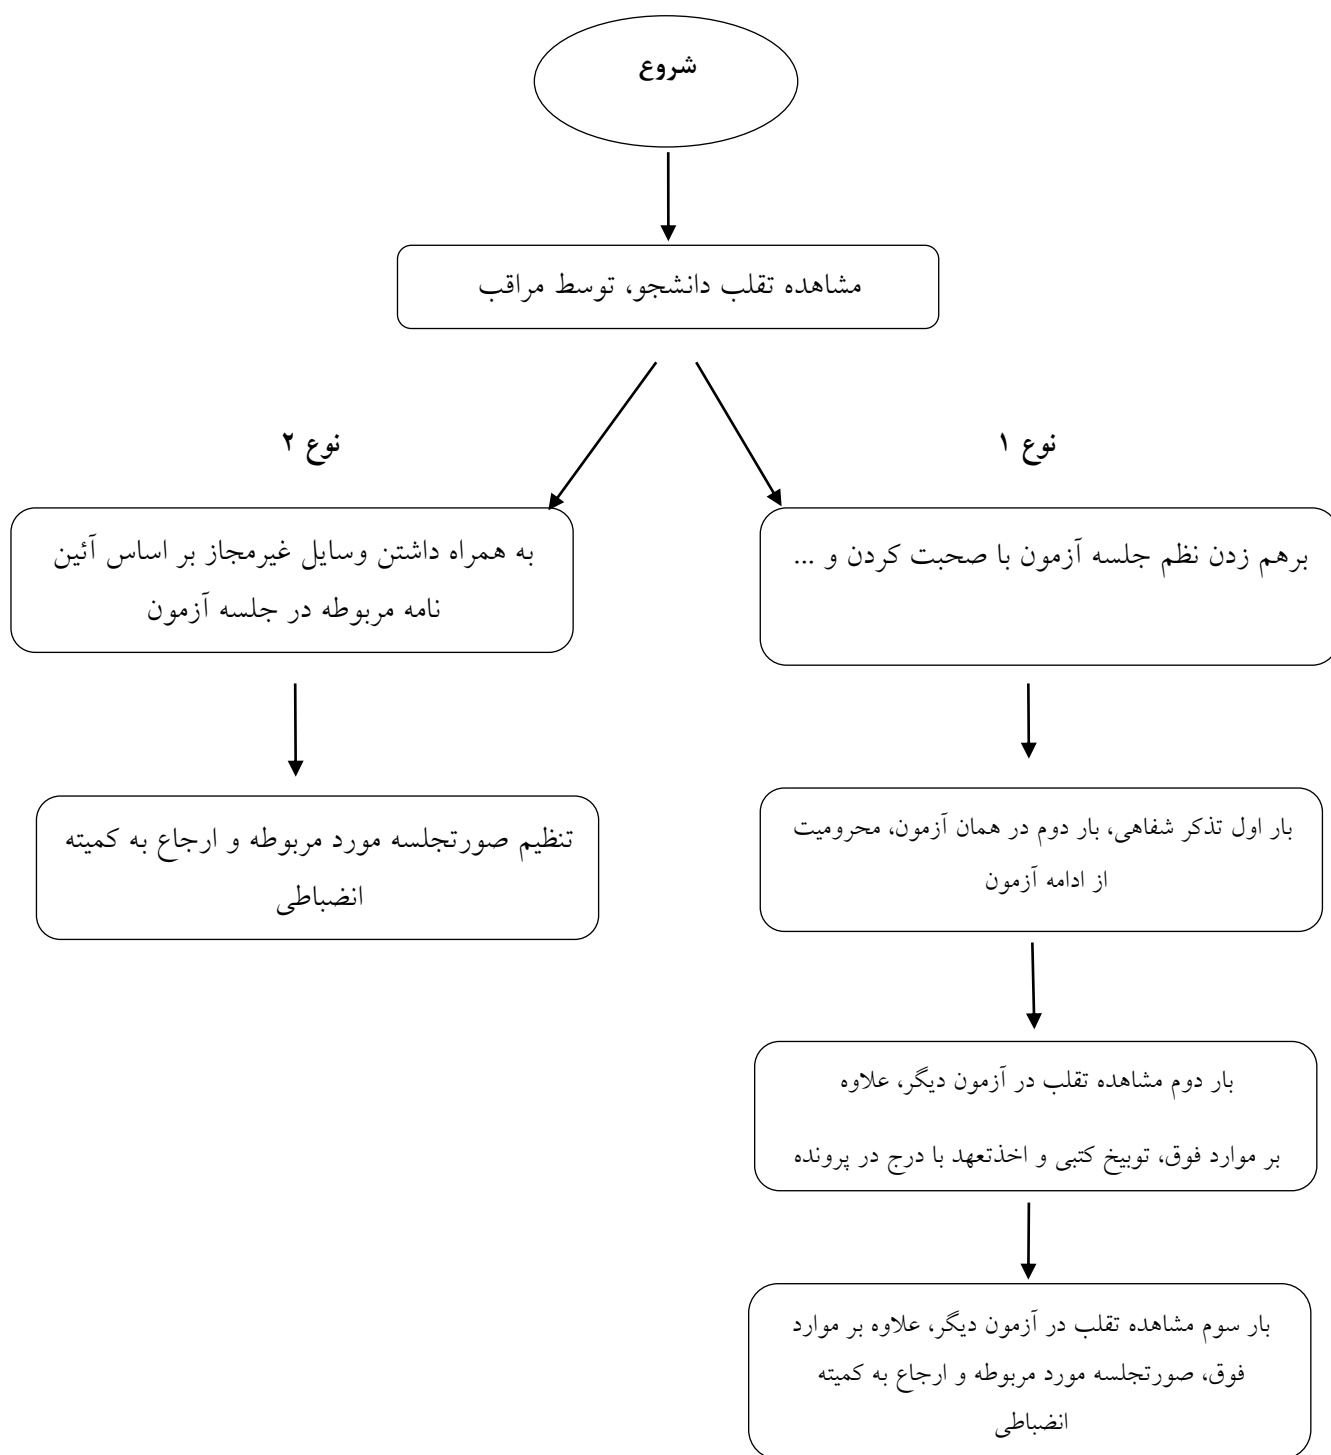 شروع
مشاهده تقلب دانشجو، توسط مراقب
نوع ۱
نوع ۲
برهم زدن نظم جلسه آزمون با صحبت کردن و ...
به همراه داشتن وسایل غیرمجاز بر اساس آئین
نامه مربوطه در جلسه آزمون
بار اول تذکر شفاهی، بار دوم در همان آزمون، محرومیت
از ادامه آزمون
تنظیم صورتجلسه مورد مربوطه و ارجاع به کمیته
انضباطی
بار دوم مشاهده تقلب در آزمون دیگر، علاوه
بر موارد فوق، توبیخ کتبی و اخذتعهد با درج در پرونده
بار سوم مشاهده تقلب در آزمون دیگر، علاوه بر موارد
فوق، صورتجلسه مورد مربوطه و ارجاع به کمیته
انضباطی